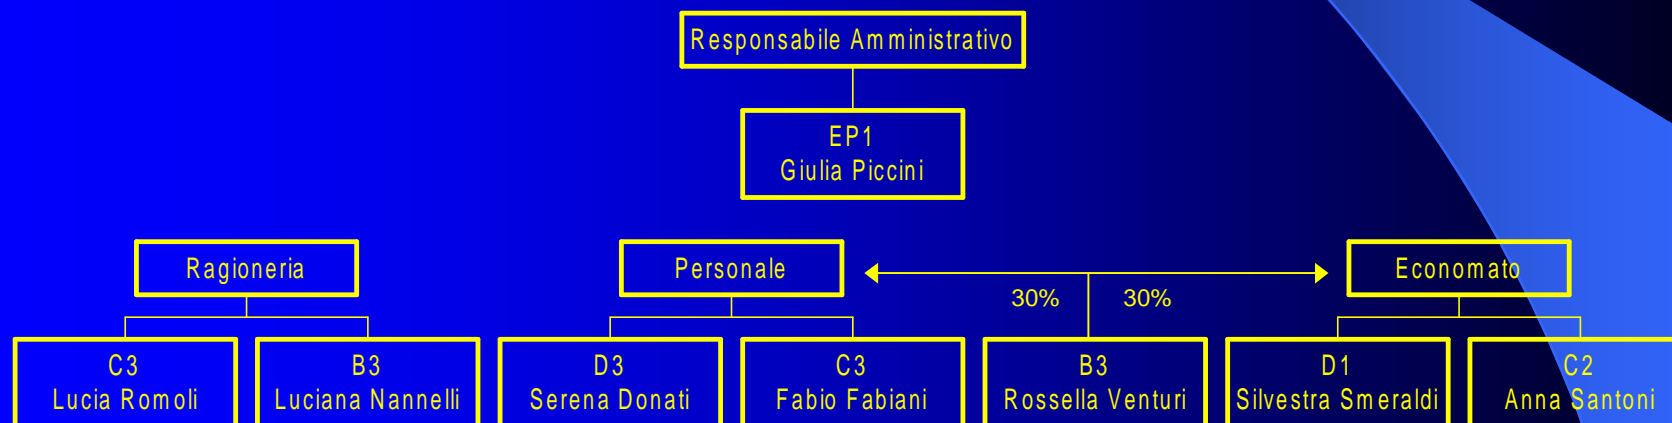 Responsabile Amministrativo
EP1
Giulia Piccini
Ragioneria
Personale
Economato
30%
30%
C3
Lucia Romoli
B3
Luciana Nannelli
D3
Serena Donati
C3
Fabio Fabiani
B3
Rossella Venturi
D1
Silvestra Smeraldi
C2
Anna Santoni